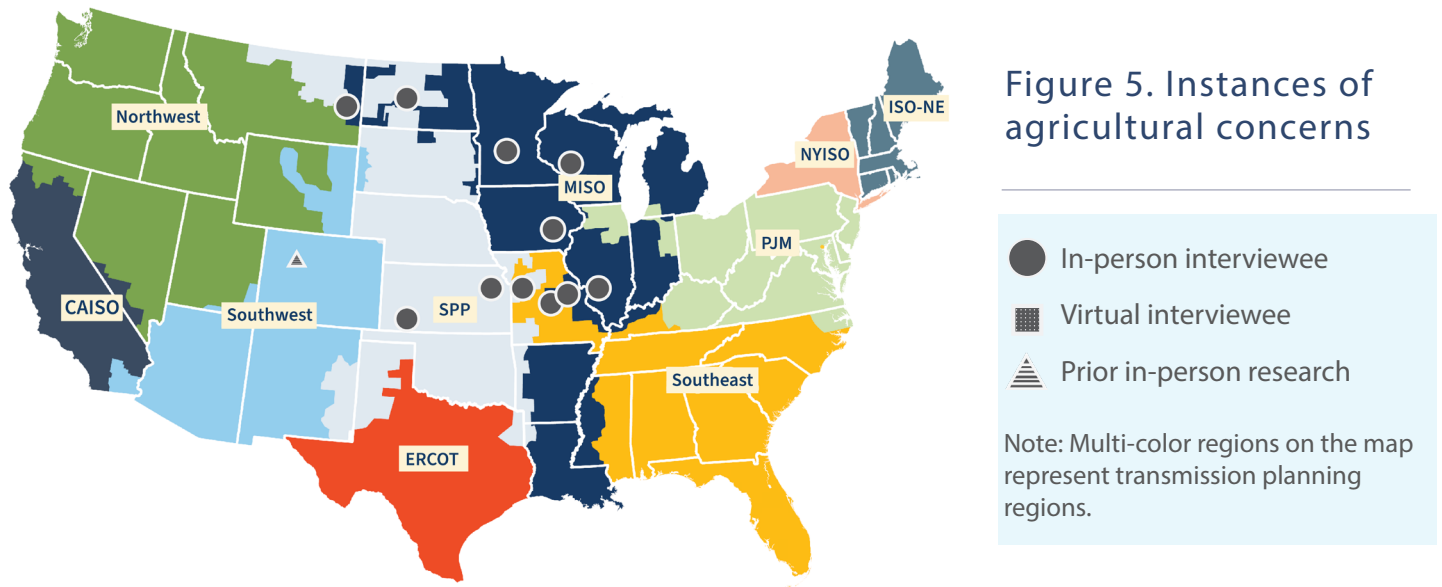 Figure 5. Instances of
agricultural concerns
In-person interviewee
Virtual interviewee
Prior in-person research
Note: Multi-color regions on the map
represent transmission planning
regions.
Northwest
ISO-NE
NYISO
MISO
PJM
CAISO
Southwest
SPP
Southeast
ERCOT